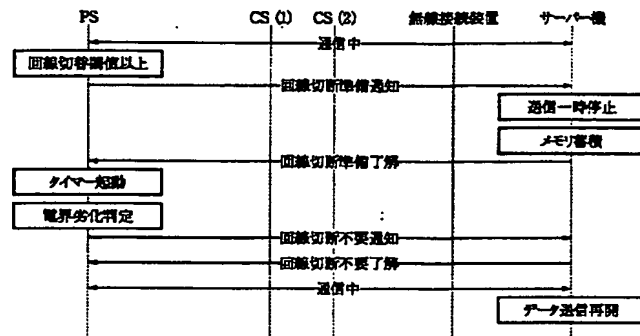 PS CS (1) CS (2) 無線接続装置 サーバー機
通信中
回線切替閾値以上
回線切断準備通知
送信一時停止
メモリ蓄積
回線切断準備了解
タイマー起動
電界劣化判定
回線切断不要通知
回線切断不要了解
通信中
データ送信再開